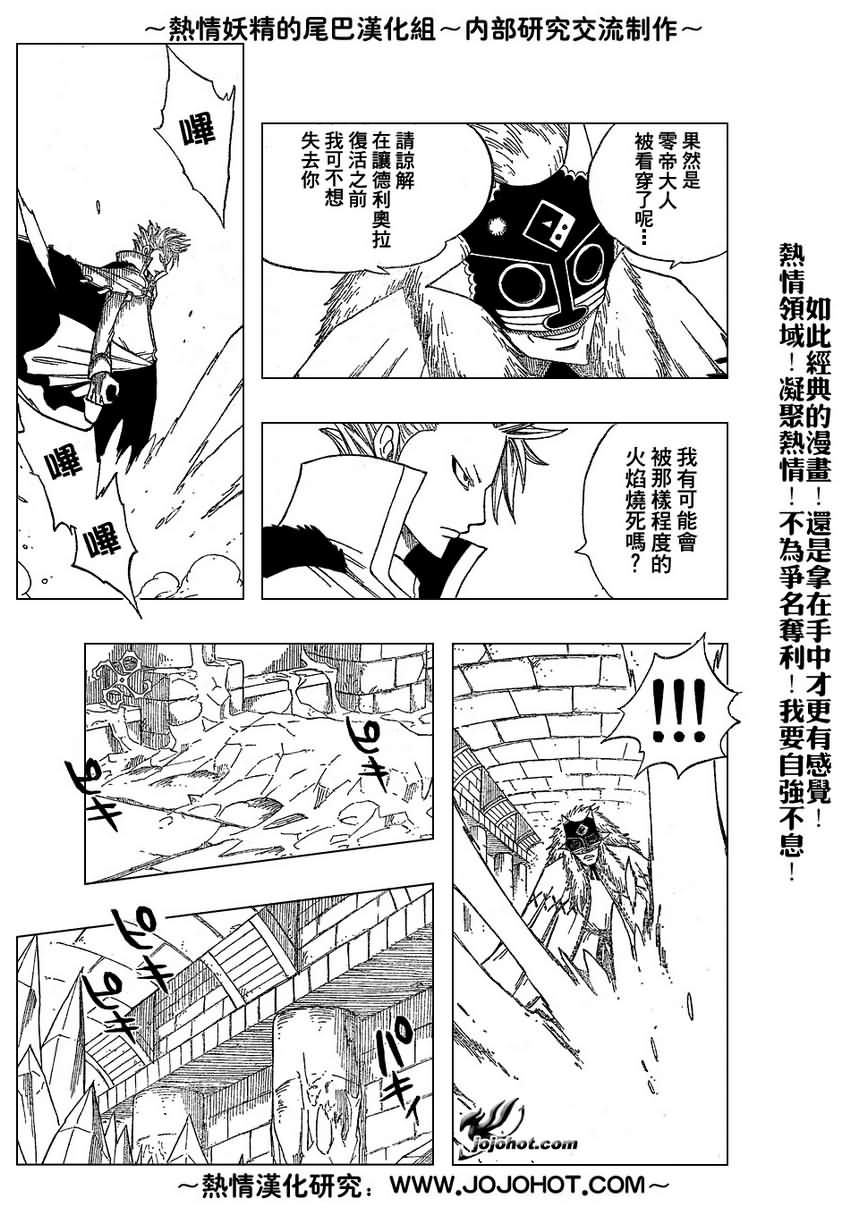 ～熱情妖精的尾巴漢化組～内部研究交流制作～
果然是
零帝大人
被看穿了呢…
請諒解
在讓德利奧拉
復活之前
我可不想
失去你
嗶
嗶
嗶
我有可能會
被那樣程度的
火焰燒死嗎？
!!!
ピキ
ピキ
ピキ
ピキ
パキィ
如此經典的漫畫！還是拿在手中才更有感覺！
熱情領域！凝聚熱情！不為爭名奪利！我要自強不息！
jojohot.com
～熱情漢化研究：WWW.JOJOHOT.COM～